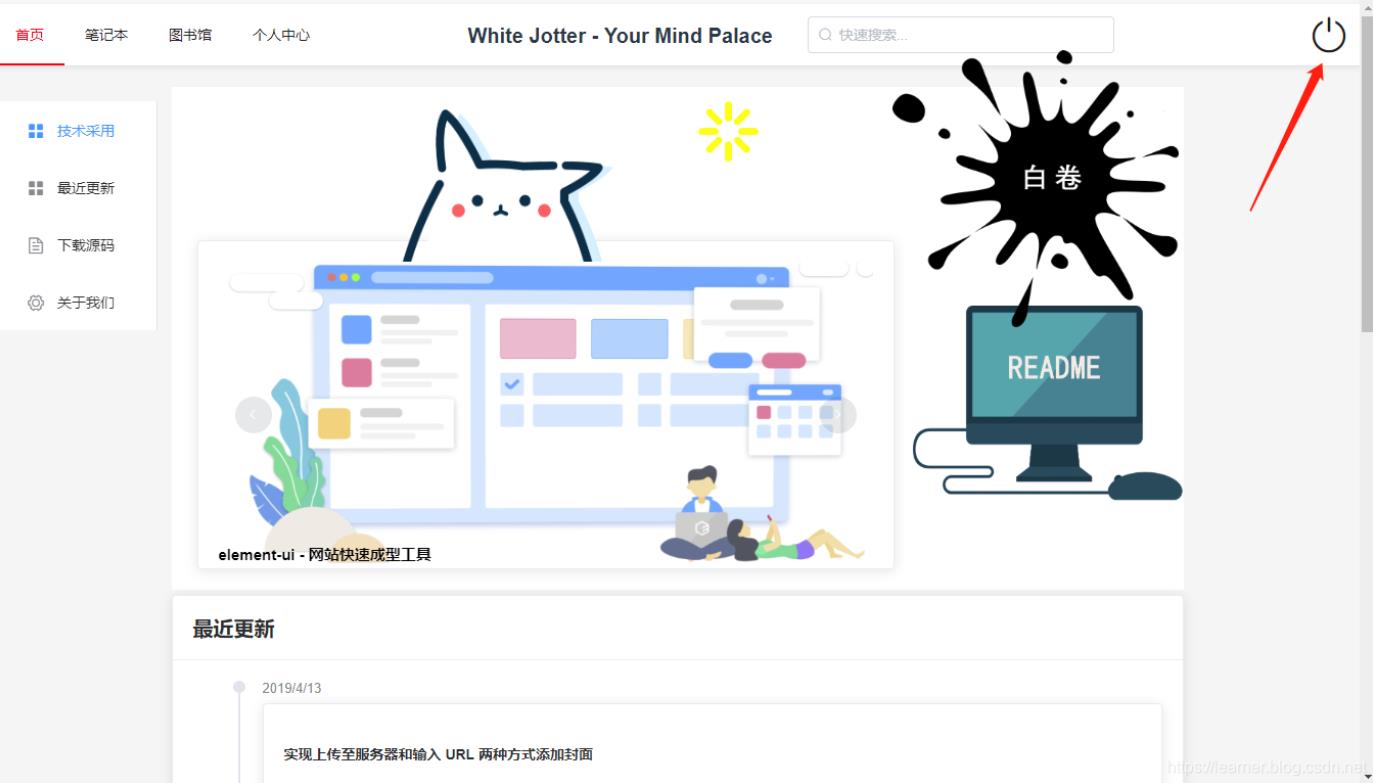 首页 笔记本 图书馆 个人中心 White Jotter - Your Mind Palace 快速搜索...
技术采用
最近更新
下载源码
关于我们
白卷
README
element-ui - 网站快速成型工具
最近更新
2019/4/13
实现上传至服务器和输入 URL 两种方式添加封面
https://learner.blog.csdn.net